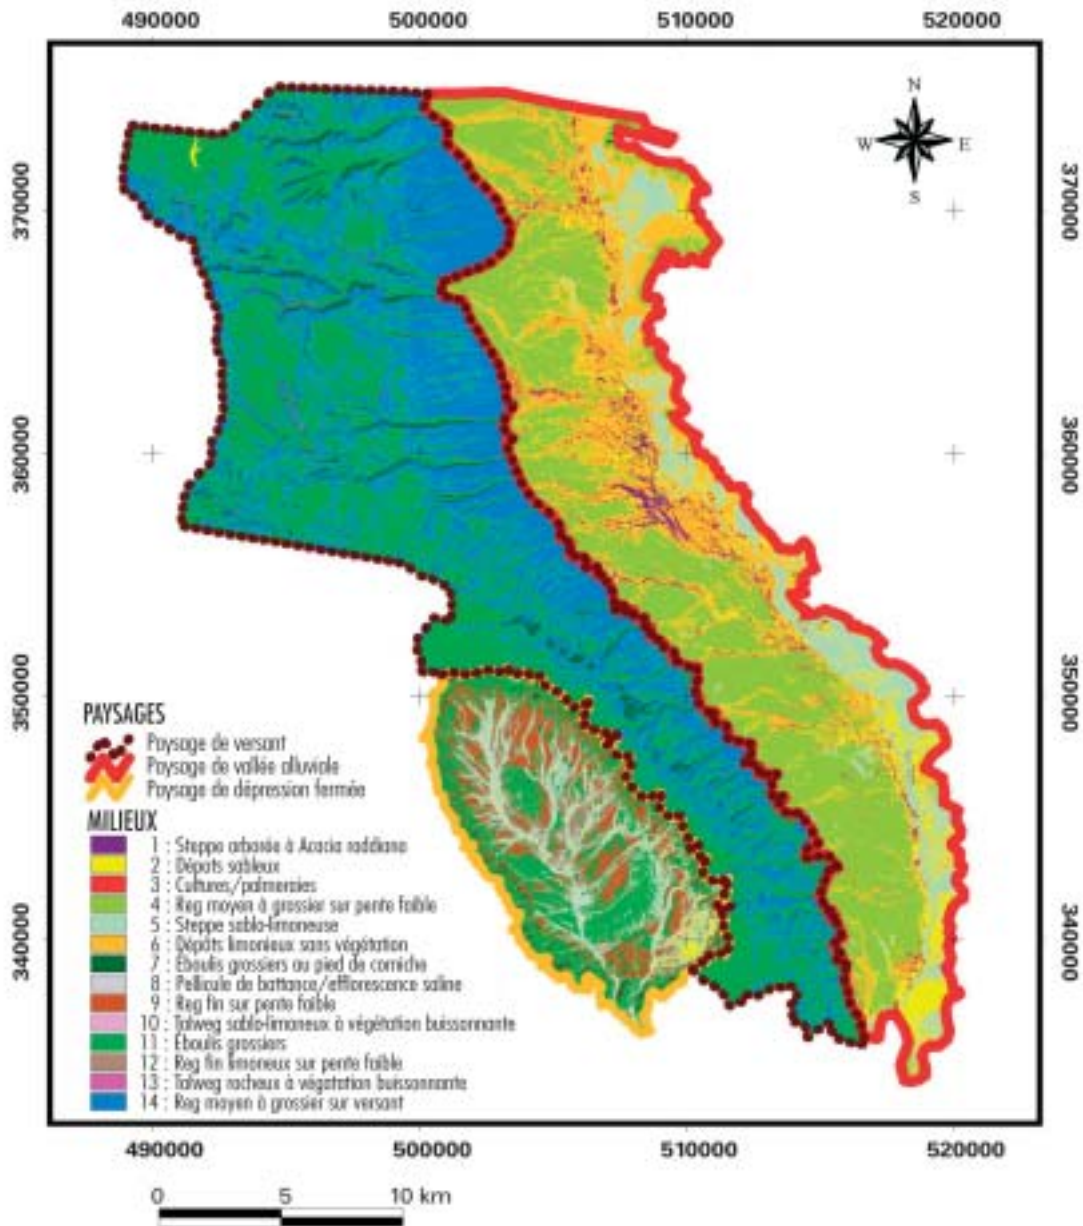 490000 500000 510000 520000
N
W E
S
370000 370000
360000 360000
350000 350000
340000 340000
PAYSAGES
Paysage de versant
Paysage de vallée alluviale
Paysage de dépression fermée
MILIEUX
1 : Steppe arborée à Acacia raddiana
2 : Dépots sableux
3 : Cultures/palmeraies
4 : Reg moyen à grossier sur pente faible
5 : Steppe sablo-limoneuse
6 : Dépôts limonieux sans végétation
7 : Éboulis grossiers au pied de corniche
8 : Pellicule de battance/efflorescence saline
9 : Reg fin sur pente faible
10 : Talweg sablo-limoneux à végétation buissonnante
11 : Éboulis grossiers
12 : Reg fin limoneux sur pente faible
13 : Talweg rocheux à végatation buissonnante
14 : Reg moyen à grossier sur versant
490000 500000 510000 520000
0 5 10 km